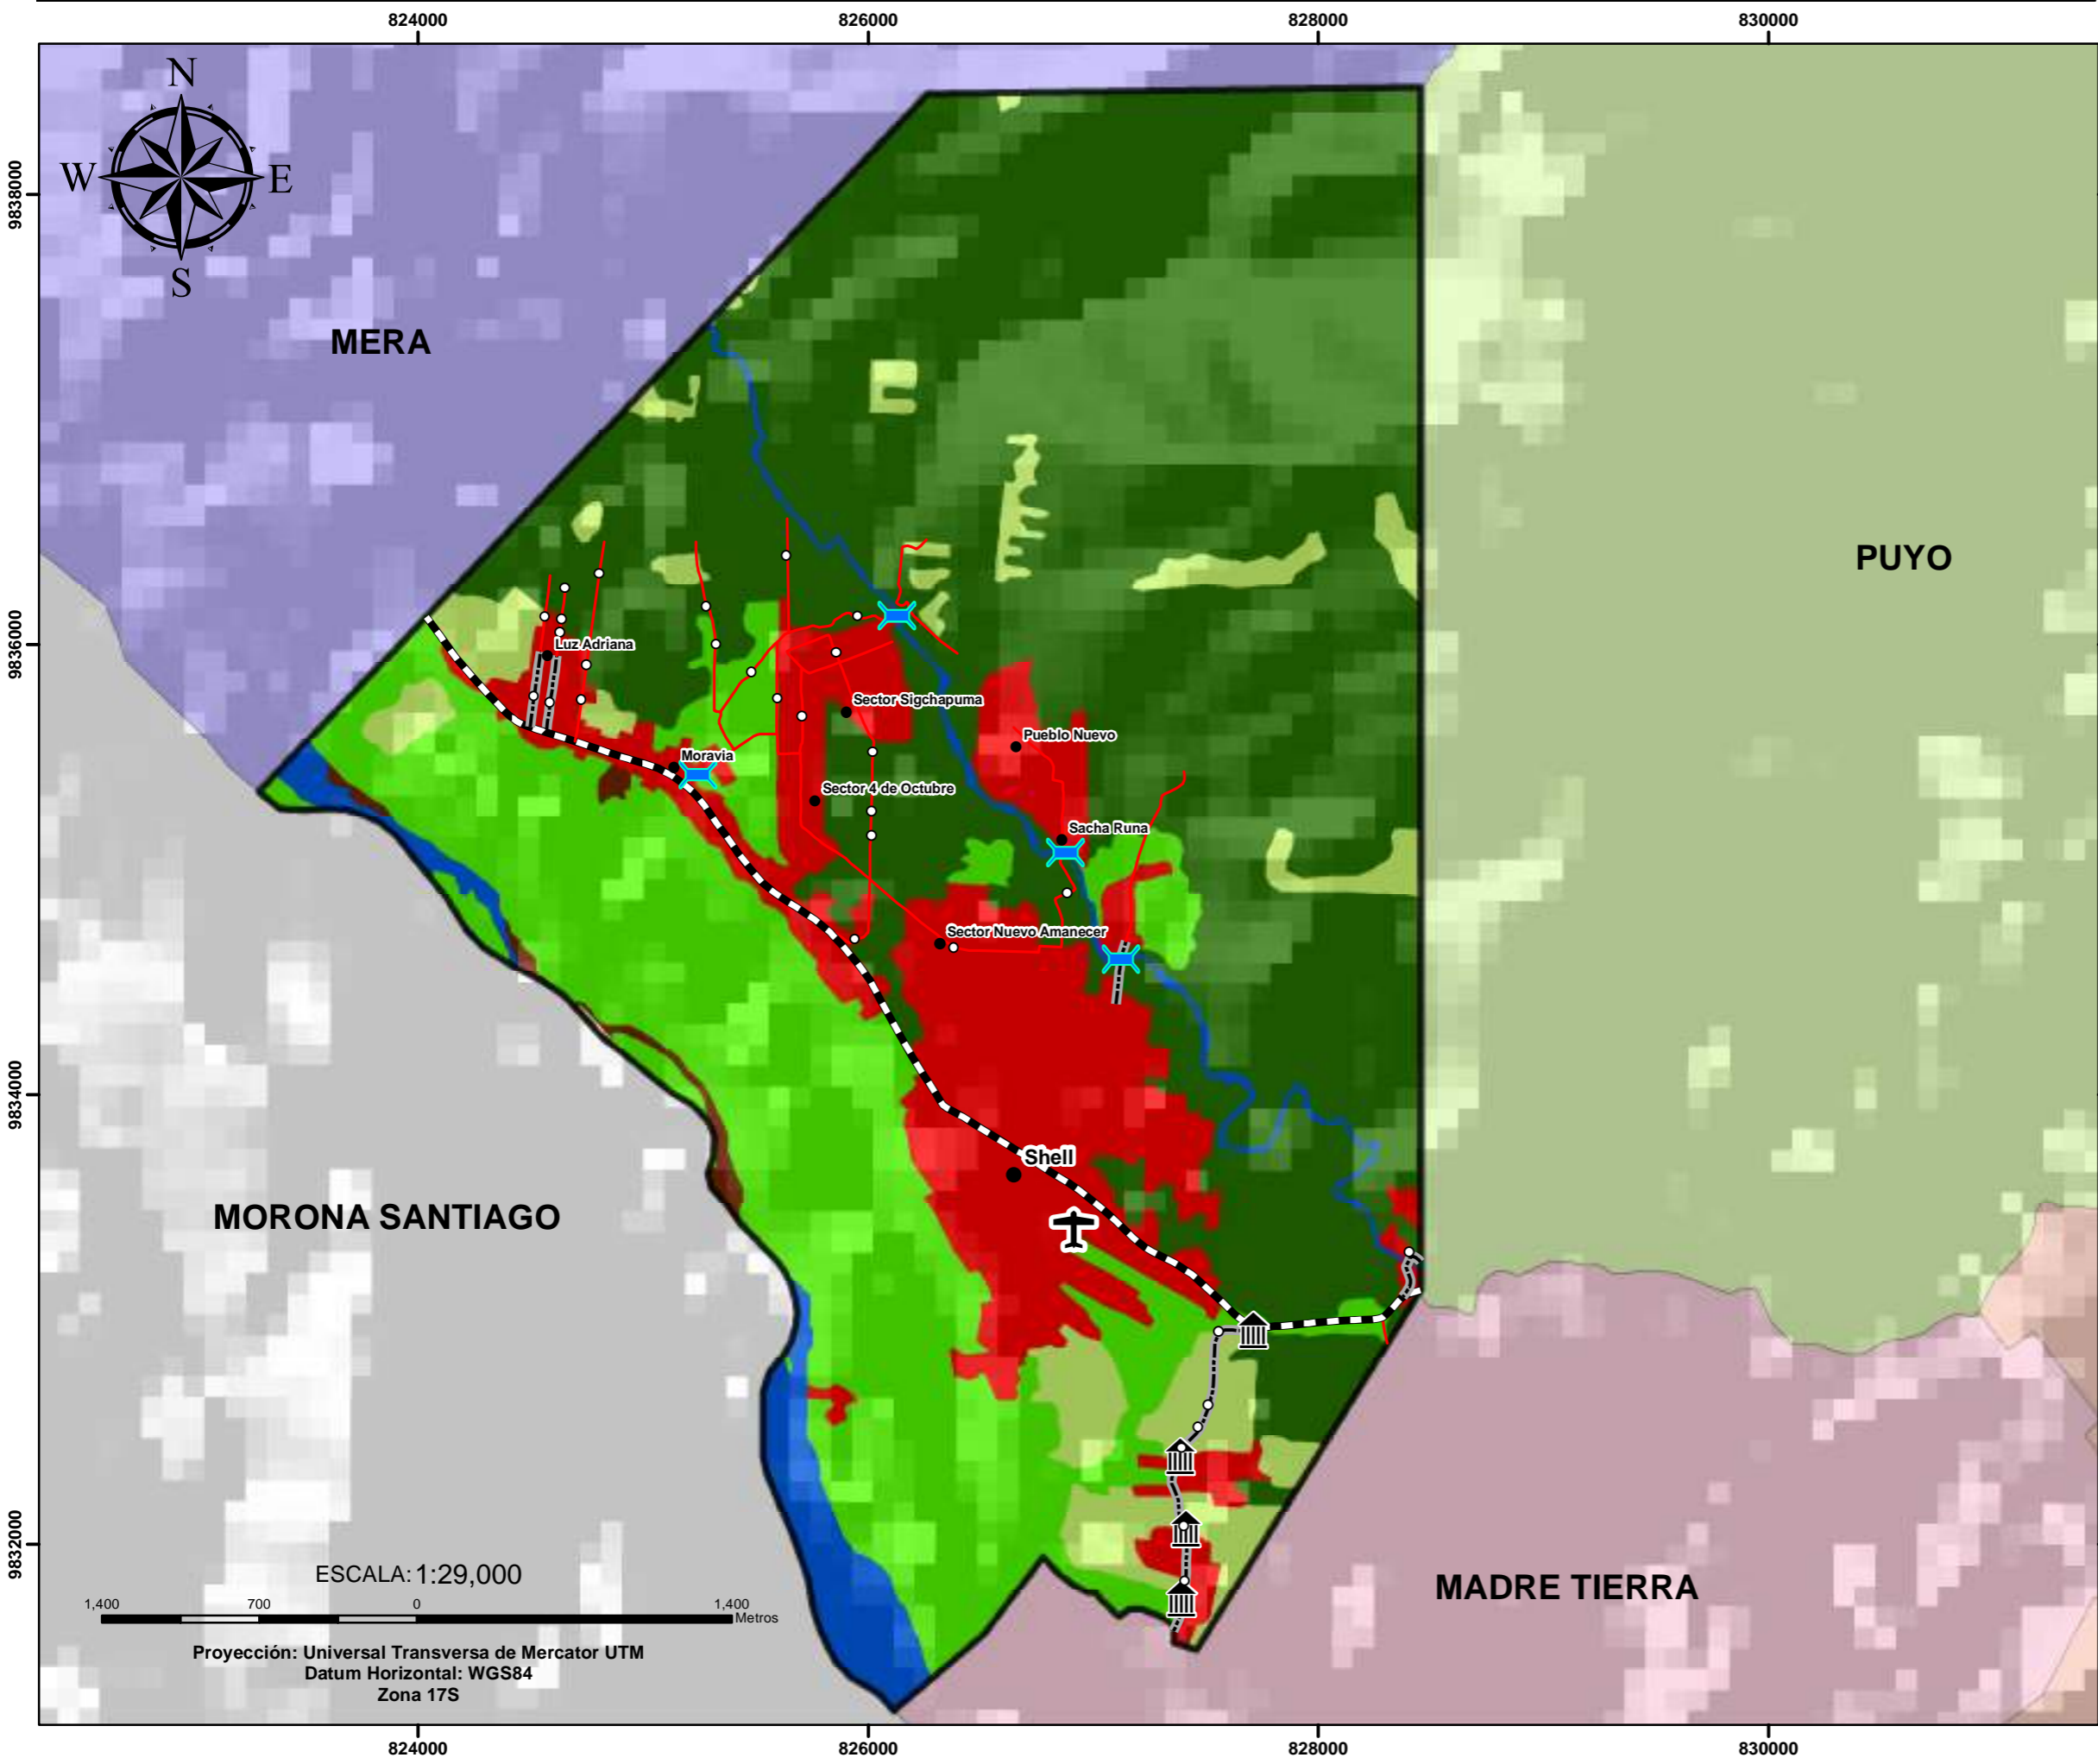 824000 826000 828000 830000
N
W E
S
9838000
MERA
PUYO
9836000
Luz Adriana
Sector Sigchapuma
Pueblo Nuevo
Moravia
Sector 4 de Octubre
Sacha Runa
Sector Nuevo Amanecer
9834000
Shell
MORONA SANTIAGO
9832000
ESCALA: 1:29,000
MADRE TIERRA
1,400 700 0 1,400
Metros
Proyección: Universal Transversa de Mercator UTM
Datum Horizontal: WGS84
Zona 17S
824000 826000 828000 830000